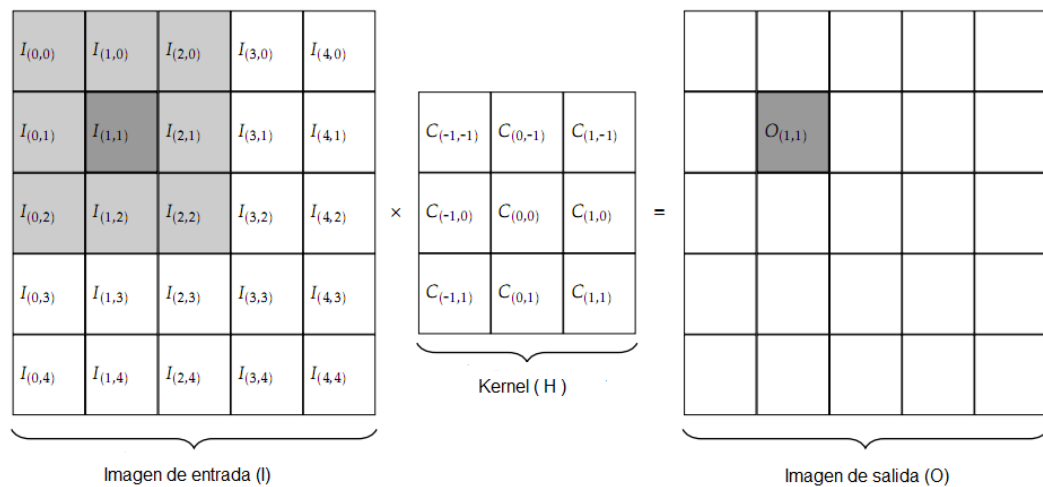 I(0,0) I(1,0) I(2,0) I(3,0) I(4,0)
I(0,1) I(1,1) I(2,1) I(3,1) I(4,1)
I(0,2) I(1,2) I(2,2) I(3,2) I(4,2)
I(0,3) I(1,3) I(2,3) I(3,3) I(4,3)
I(0,4) I(1,4) I(2,4) I(3,4) I(4,4)
Imagen de entrada (I)
×
C(-1,-1) C(0,-1) C(1,-1)
C(-1,0) C(0,0) C(1,0)
C(-1,1) C(0,1) C(1,1)
Kernel ( H )
=
O(1,1)
Imagen de salida (O)